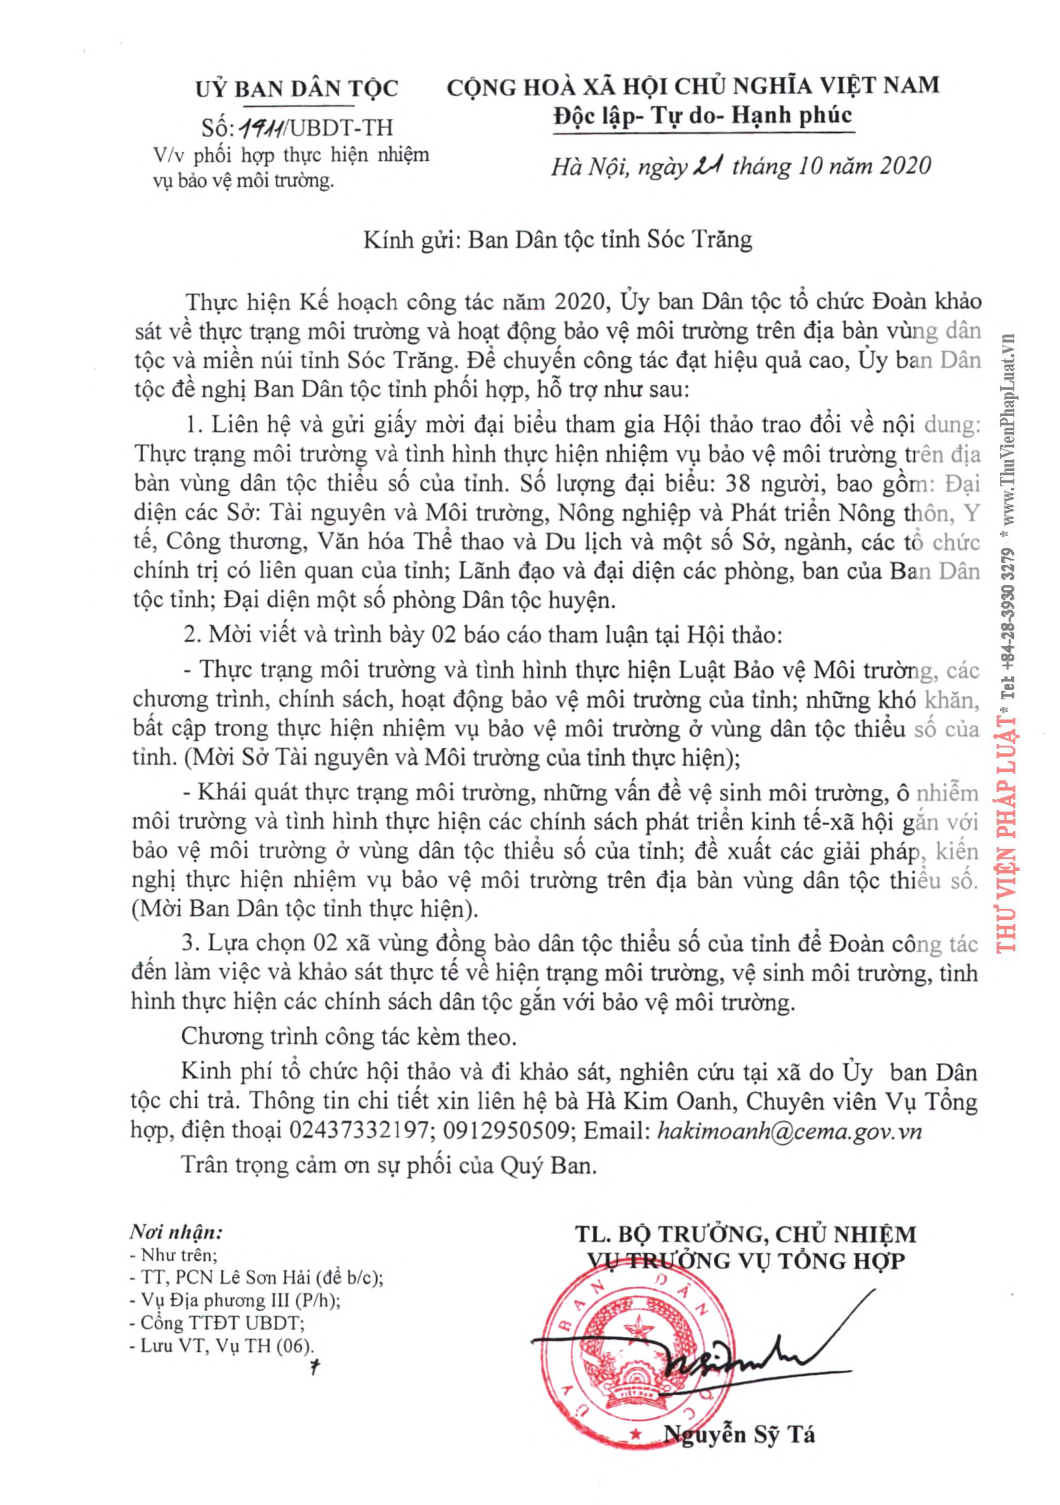 UỶ BAN DÂN TỘC
CỘNG HOÀ XÃ HỘI CHỦ NGHĨA VIỆT NAM
Độc lập- Tự do- Hạnh phúc
Số: /UBDT-TH
V/v phối hợp thực hiện nhiệm
vụ bảo vệ môi trường.
Hà Nội, ngày 21 tháng 10 năm 2020
Kính gửi: Ban Dân tộc tỉnh Sóc Trăng
Thực hiện Kế hoạch công tác năm 2020, Ủy ban Dân tộc tổ chức Đoàn khảo
sát về thực trạng môi trường và hoạt động bảo vệ môi trường trên địa bàn vùng dân
tộc và miền núi tỉnh Sóc Trăng. Để chuyến công tác đạt hiệu quả cao, Ủy ban Dân
tộc đề nghị Ban Dân tộc tỉnh phối hợp, hỗ trợ như sau:
1. Liên hệ và gửi giấy mời đại biểu tham gia Hội thảo trao đổi về nội dung:
Thực trạng môi trường và tình hình thực hiện nhiệm vụ bảo vệ môi trường trên địa
bàn vùng dân tộc thiểu số của tỉnh. Số lượng đại biểu: 38 người, bao gồm: Đại
diện các Sở: Tài nguyên và Môi trường, Nông nghiệp và Phát triển Nông thôn, Y
tế, Công thương, Văn hóa Thể thao và Du lịch và một số Sở, ngành, các tổ chức
chính trị có liên quan của tỉnh; Lãnh đạo và đại diện các phòng, ban của Ban Dân
tộc tỉnh; Đại diện một số phòng Dân tộc huyện.
2. Mời viết và trình bày 02 báo cáo tham luận tại Hội thảo:
- Thực trạng môi trường và tình hình thực hiện Luật Bảo vệ Môi trường, các
chương trình, chính sách, hoạt động bảo vệ môi trường của tỉnh; những khó khăn,
bất cập trong thực hiện nhiệm vụ bảo vệ môi trường ở vùng dân tộc thiểu số của
tỉnh. (Mời Sở Tài nguyên và Môi trường của tỉnh thực hiện);
- Khái quát thực trạng môi trường, những vấn đề vệ sinh môi trường, ô nhiễm
môi trường và tình hình thực hiện các chính sách phát triển kinh tế-xã hội gắn với
bảo vệ môi trường ở vùng dân tộc thiểu số của tỉnh; đề xuất các giải pháp, kiến
nghị thực hiện nhiệm vụ bảo vệ môi trường trên địa bàn vùng dân tộc thiểu số.
(Mời Ban Dân tộc tỉnh thực hiện).
3. Lựa chọn 02 xã vùng đồng bào dân tộc thiểu số của tỉnh để Đoàn công tác
đến làm việc và khảo sát thực tế về hiện trạng môi trường, vệ sinh môi trường, tình
hình thực hiện các chính sách dân tộc gắn với bảo vệ môi trường.
Chương trình công tác kèm theo.
Kinh phí tổ chức hội thảo và đi khảo sát, nghiên cứu tại xã do Ủy ban Dân
tộc chi trả. Thông tin chi tiết xin liên hệ bà Hà Kim Oanh, Chuyên viên Vụ Tổng
hợp, điện thoại 02437332197; 0912950509; Email: hakimoanh@cema.gov.vn
Trân trọng cảm ơn sự phối của Quý Ban.
Nơi nhận:
- Như trên;
- TT, PCN Lê Sơn Hải (để b/c);
- Vụ Địa phương III (P/h);
- Cổng TTĐT UBDT;
- Lưu VT, Vụ TH (06).
TL. BỘ TRƯỞNG, CHỦ NHIỆM
VỤ TRƯỞNG VỤ TỔNG HỢP
ỦY BAN DÂN TỘC
VIỆT NAM
Nguyễn Sỹ Tá
THƯ VIỆN PHÁP LUẬT * Tel: +84-28-3930 3279 * www.ThuVienPhapLuat.vn